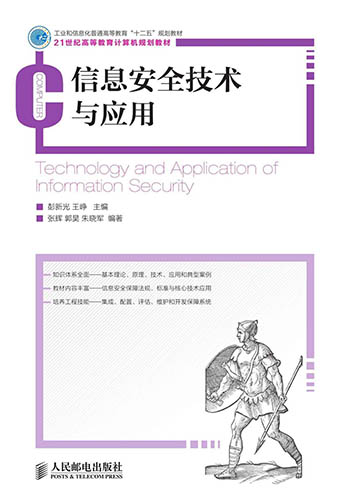 工业和信息化普通高等教育“十二五”规划教材
21世纪高等教育计算机规划教材
COMPUTER
信息安全技术
与应用
Technology and Application of
Information Security
彭新光 王峥 主编
张辉 郭昊 朱晓军 编著
知识体系全面——基本理论、原理、技术、应用和典型案例
教材内容丰富——信息安全保障法规、标准与核心技术应用
培养工程技能——集成、配置、评估、维护和开发保障系统
人民邮电出版社
POSTS & TELECOM PRESS